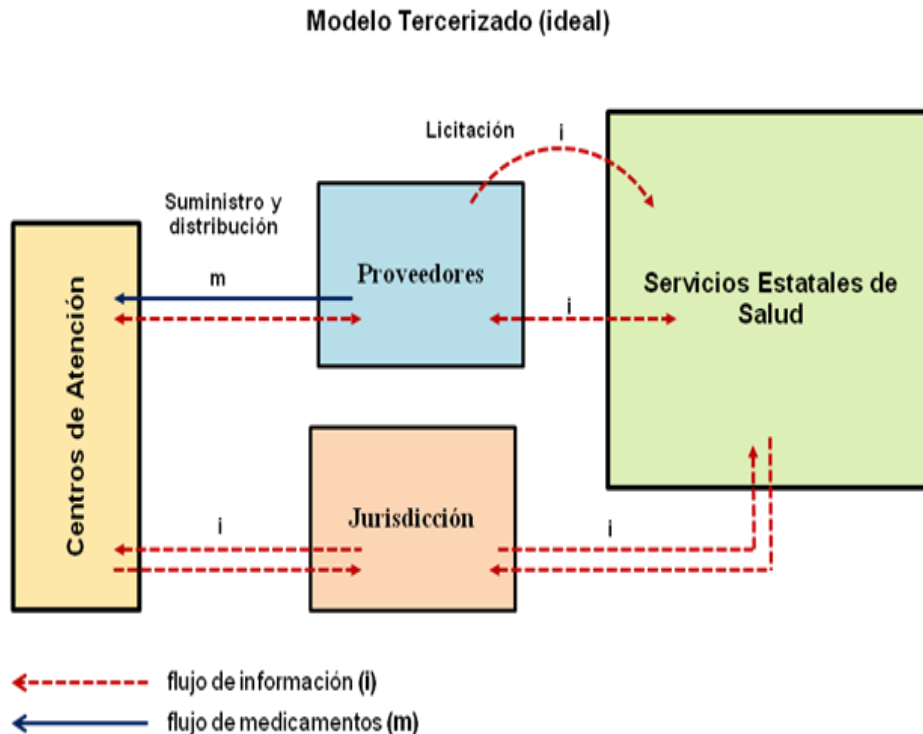 Modelo Tercerizado (ideal)
Licitación
i
Suministro y
distribución
m
Proveedores
i
Servicios Estatales de
Salud
Centros de Atención
i
Jurisdicción
i
flujo de información (i)
flujo de medicamentos (m)